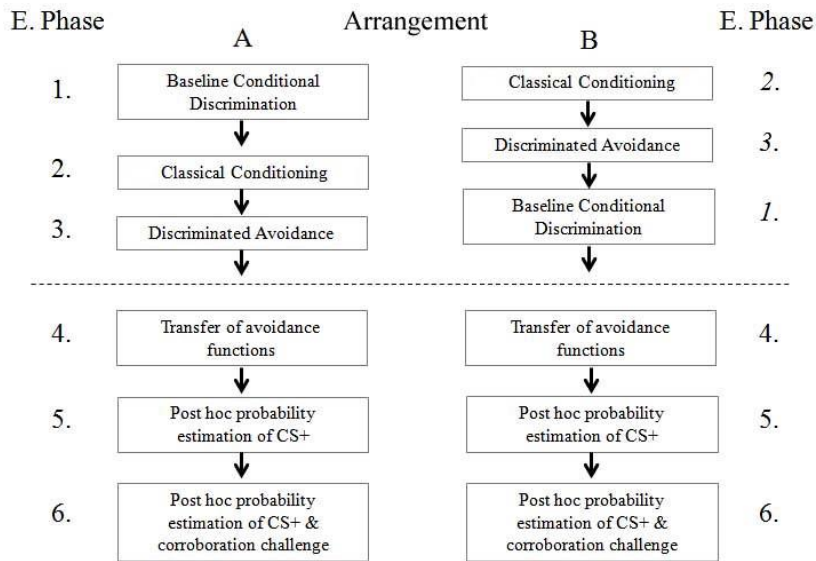 E. Phase Arrangement E. Phase
A B
1.
Baseline Conditional
Discrimination
Classical Conditioning
2.
2.
Classical Conditioning
Discriminated Avoidance
3.
3.
Discriminated Avoidance
Baseline Conditional
Discrimination
1.
4.
Transfer of avoidance
functions
Transfer of avoidance
functions
4.
5.
Post hoc probability
estimation of CS+
Post hoc probability
estimation of CS+
5.
6.
Post hoc probability
estimation of CS+ &
corroboration challenge
Post hoc probability
estimation of CS+ &
corroboration challenge
6.